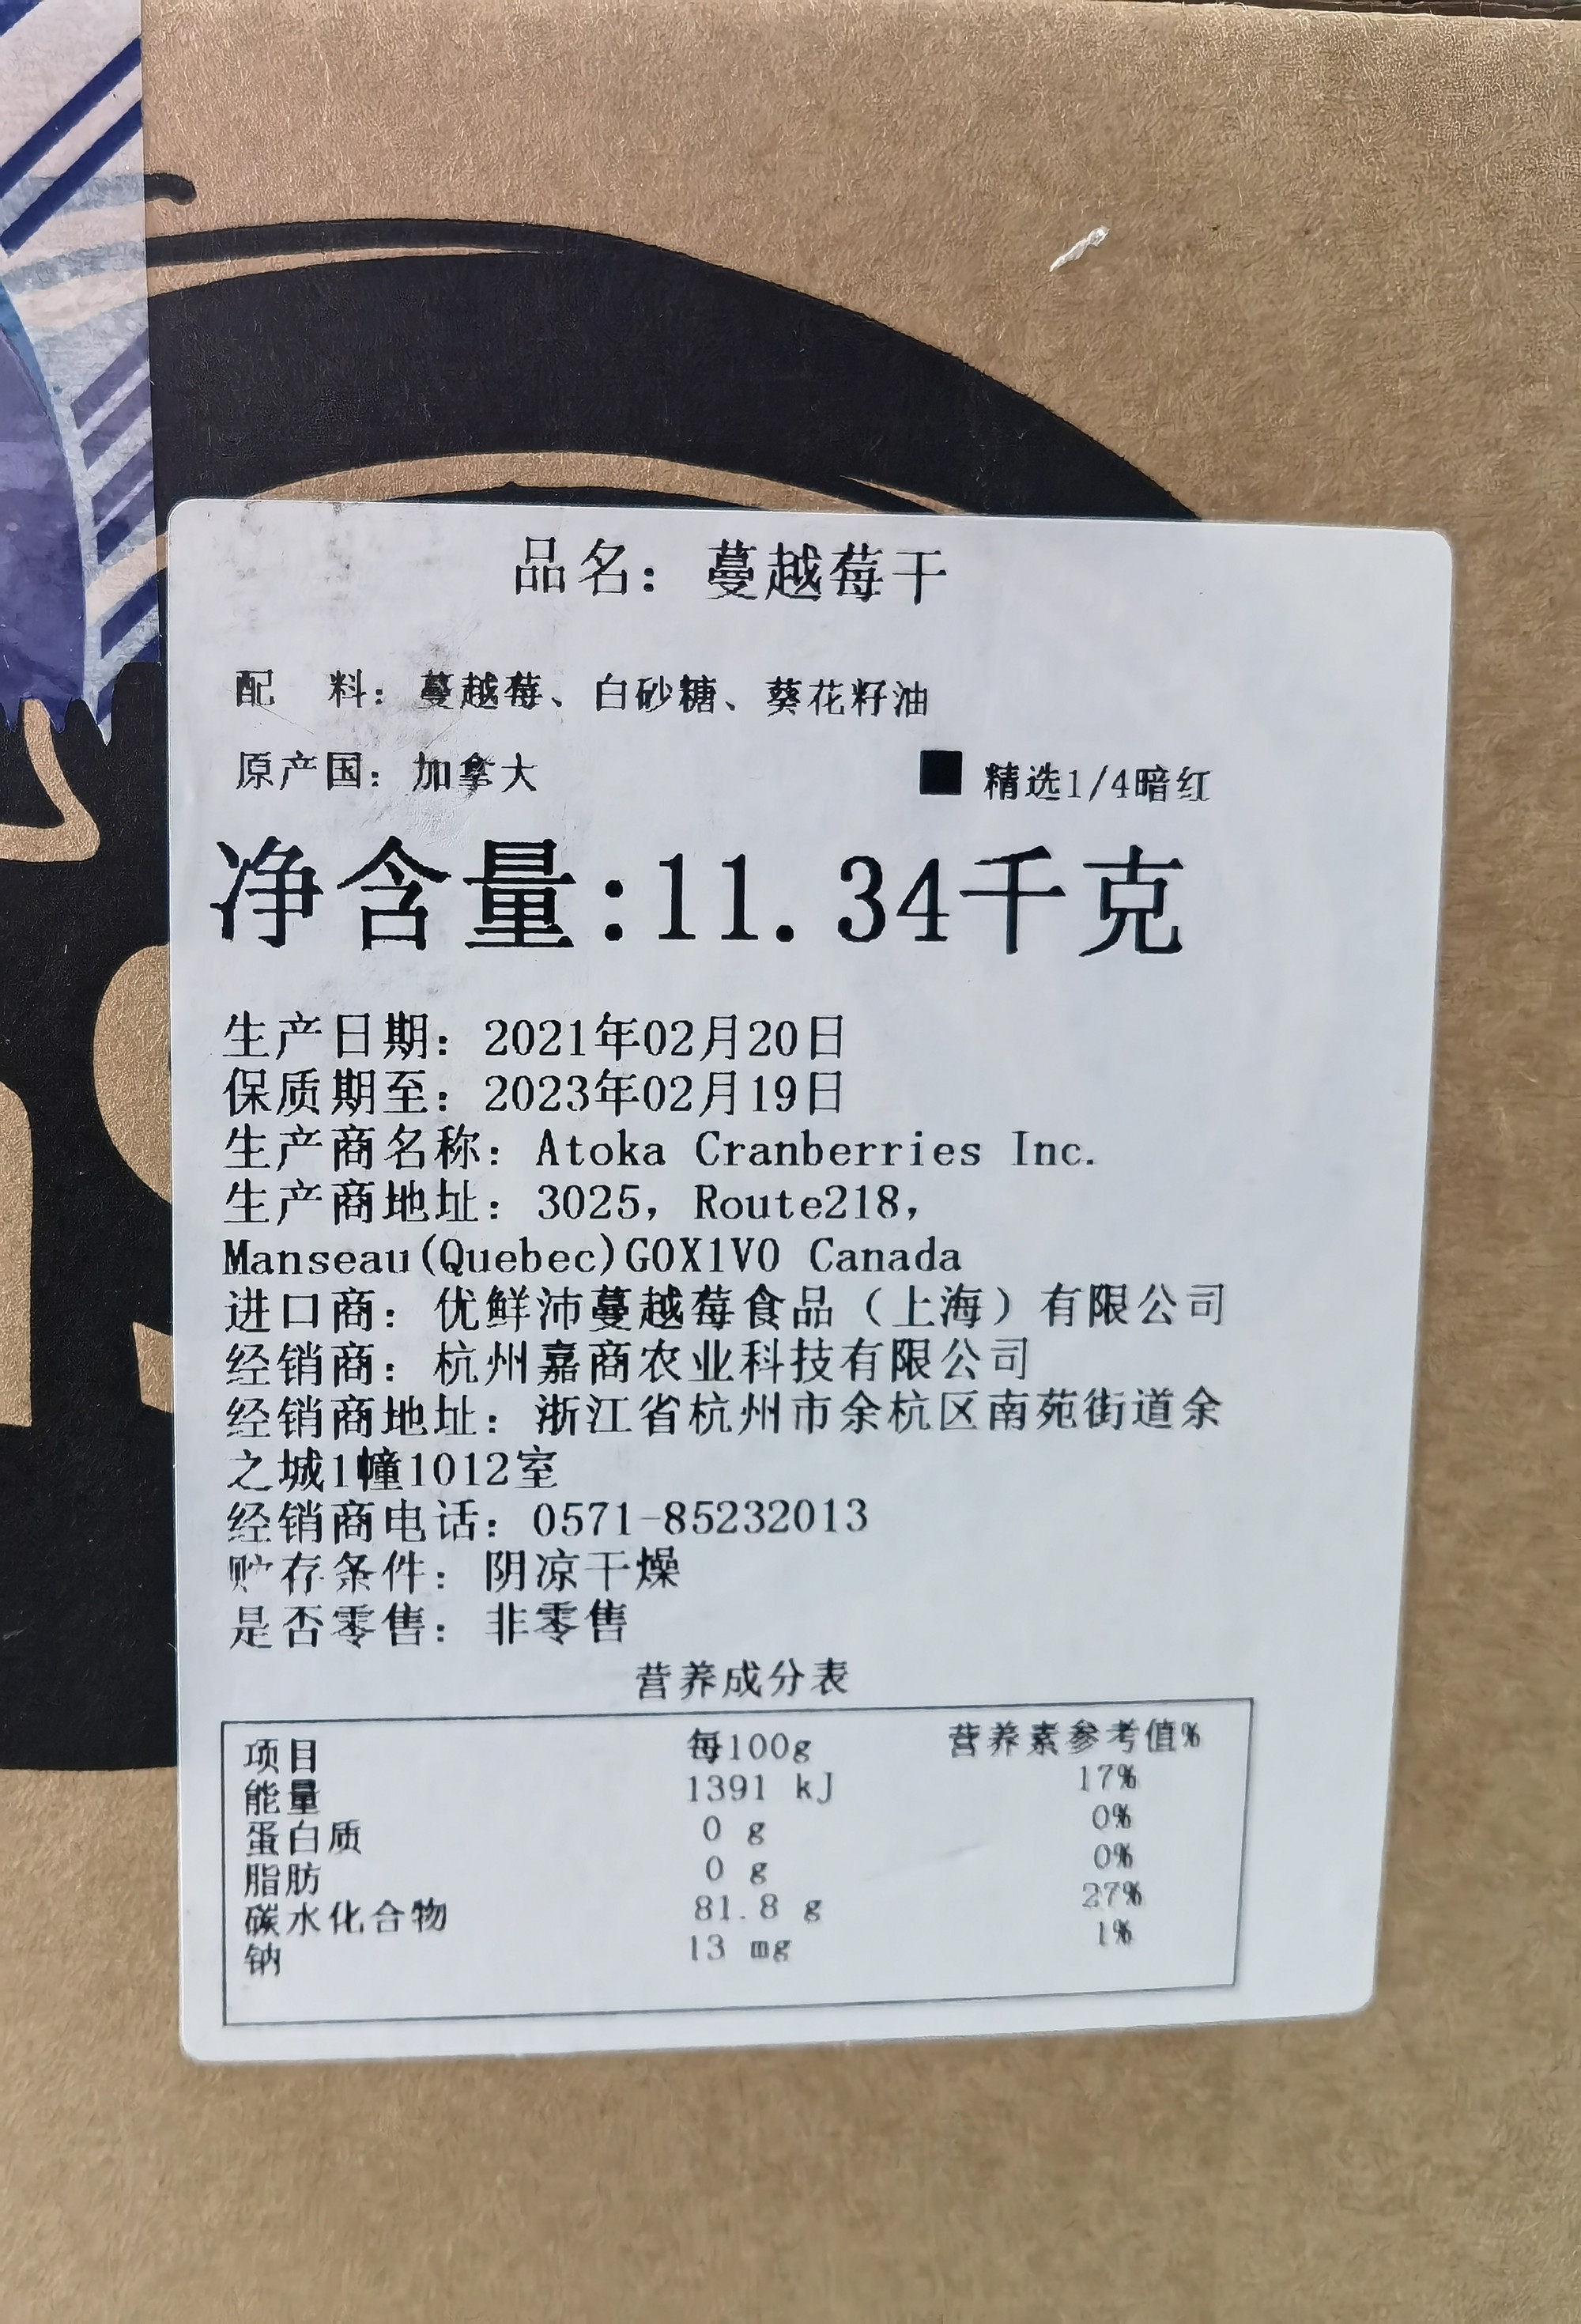 品名：蔓越莓干
配 料：蔓越莓、白砂糖、葵花籽油
原产国：加拿大 ■ 精选1/4暗红
净含量:11.34千克
生产日期：2021年02月20日
保质期至：2023年02月19日
生产商名称：Atoka Cranberries Inc.
生产商地址：3025，Route218，
Manseau(Quebec)G0X1V0 Canada
进口商：优鲜沛蔓越莓食品（上海）有限公司
经销商：杭州嘉商农业科技有限公司
经销商地址：浙江省杭州市余杭区南苑街道余
之城1幢1012室
经销商电话：0571-85232013
贮存条件：阴凉干燥
是否零售：非零售
营养成分表
项目 每100g 营养素参考值%
能量 1391 kJ 17%
蛋白质 0 g 0%
脂肪 0 g 0%
碳水化合物 81.8 g 27%
钠 13 mg 1%